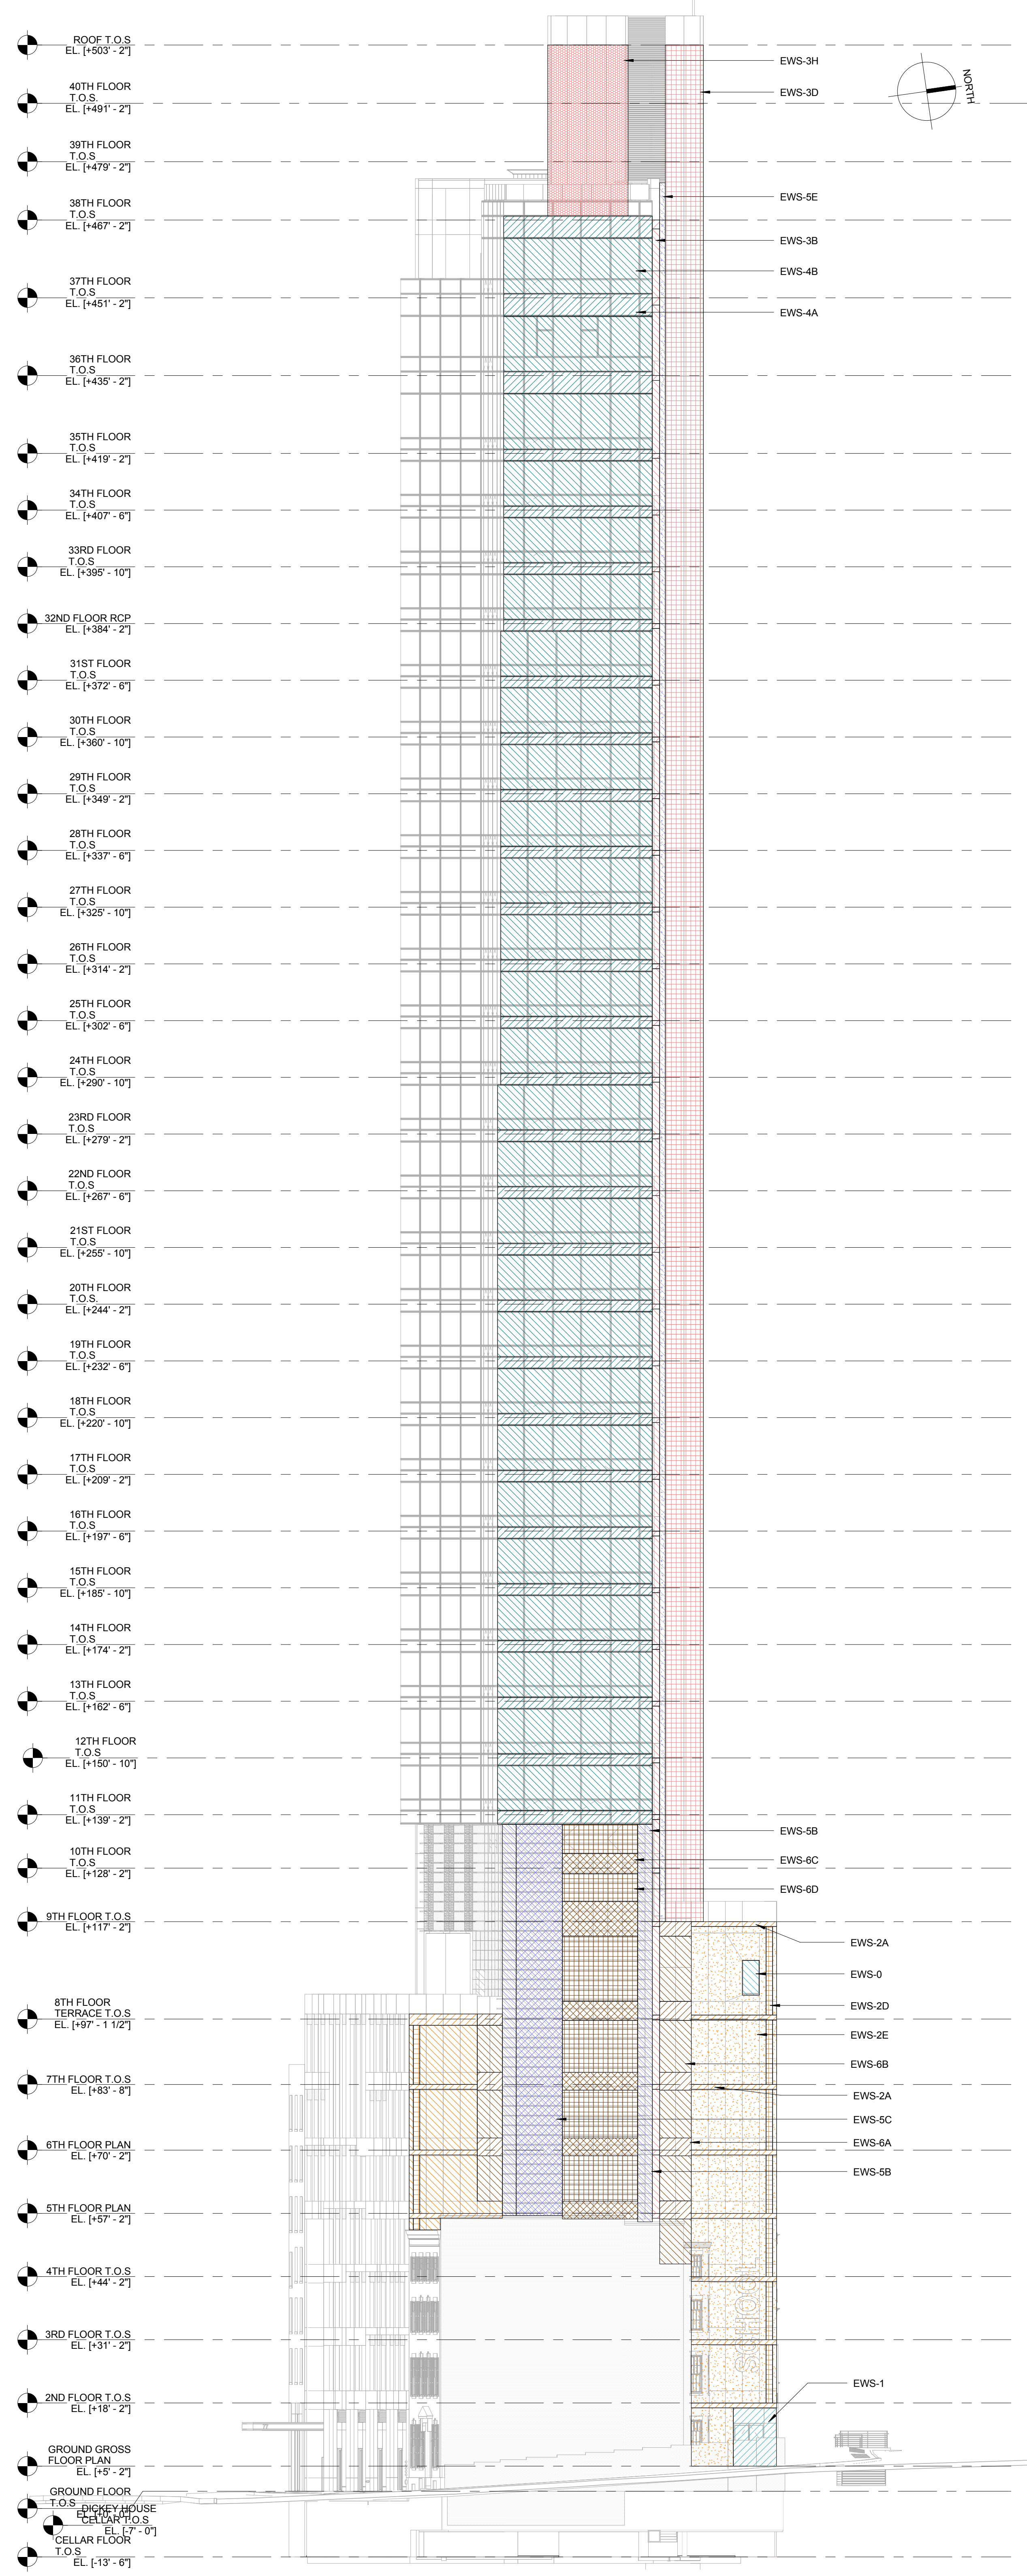 ROOF T.O.S
EL. [+503' - 2"]
EWS-3H
NORTH
40TH FLOOR
T.O.S.
EL. [+491' - 2"]
EWS-3D
39TH FLOOR
T.O.S
EL. [+479' - 2"]
38TH FLOOR
T.O.S
EL. [+467' - 2"]
EWS-5E
EWS-3B
EWS-4B
37TH FLOOR
T.O.S
EL. [+451' - 2"]
EWS-4A
36TH FLOOR
T.O.S
EL. [+435' - 2"]
35TH FLOOR
T.O.S
EL. [+419' - 2"]
34TH FLOOR
T.O.S
EL. [+407' - 6"]
33RD FLOOR
T.O.S
EL. [+395' - 10"]
32ND FLOOR RCP
EL. [+384' - 2"]
31ST FLOOR
T.O.S
EL. [+372' - 6"]
30TH FLOOR
T.O.S
EL. [+360' - 10"]
29TH FLOOR
T.O.S
EL. [+349' - 2"]
28TH FLOOR
T.O.S
EL. [+337' - 6"]
27TH FLOOR
T.O.S
EL. [+325' - 10"]
26TH FLOOR
T.O.S
EL. [+314' - 2"]
25TH FLOOR
T.O.S
EL. [+302' - 6"]
24TH FLOOR
T.O.S
EL. [+290' - 10"]
23RD FLOOR
T.O.S
EL. [+279' - 2"]
22ND FLOOR
T.O.S
EL. [+267' - 6"]
21ST FLOOR
T.O.S
EL. [+255' - 10"]
20TH FLOOR
T.O.S.
EL. [+244' - 2"]
19TH FLOOR
T.O.S
EL. [+232' - 6"]
18TH FLOOR
T.O.S
EL. [+220' - 10"]
17TH FLOOR
T.O.S
EL. [+209' - 2"]
16TH FLOOR
T.O.S
EL. [+197' - 6"]
15TH FLOOR
T.O.S
EL. [+185' - 10"]
14TH FLOOR
T.O.S
EL. [+174' - 2"]
13TH FLOOR
T.O.S
EL. [+162' - 6"]
12TH FLOOR
T.O.S
EL. [+150' - 10"]
11TH FLOOR
T.O.S
EL. [+139' - 2"]
EWS-5B
10TH FLOOR
T.O.S
EL. [+128' - 2"]
EWS-6C
EWS-6D
9TH FLOOR T.O.S
EL. [+117' - 2"]
EWS-2A
EWS-0
8TH FLOOR
TERRACE T.O.S
EL. [+97' - 1 1/2"]
EWS-2D
EWS-2E
EWS-6B
7TH FLOOR T.O.S
EL. [+83' - 8"]
EWS-2A
EWS-5C
6TH FLOOR PLAN
EL. [+70' - 2"]
EWS-6A
EWS-5B
5TH FLOOR PLAN
EL. [+57' - 2"]
4TH FLOOR T.O.S
EL. [+44' - 2"]
SCHOOL
3RD FLOOR T.O.S
EL. [+31' - 2"]
EWS-1
2ND FLOOR T.O.S
EL. [+18' - 2"]
GROUND GROSS
FLOOR PLAN
EL. [+5' - 2"]
GROUND FLOOR
T.O.S
EL. [+0' - 0"]
DICKEY HOUSE
CELLAR T.O.S
EL. [-7' - 0"]
CELLAR FLOOR
T.O.S
EL. [-13' - 6"]